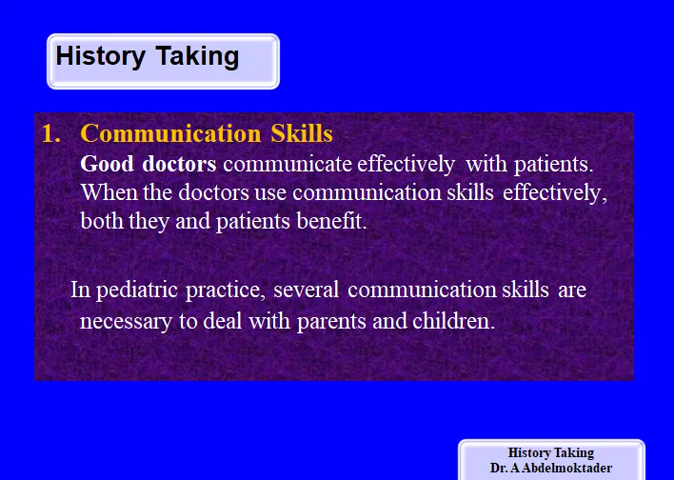 History Taking
1. Communication Skills
Good doctors communicate effectively with patients.
When the doctors use communication skills effectively,
both they and patients benefit.
In pediatric practice, several communication skills are
necessary to deal with parents and children.
History Taking
Dr. A Abdelmoktader